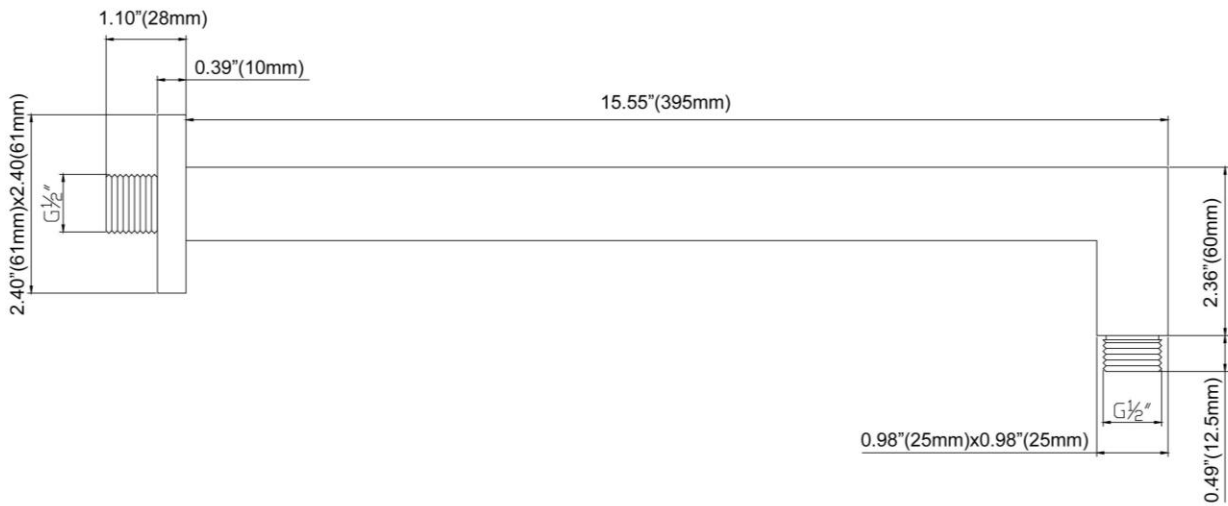 1.10”(28mm)
0.39”(10mm)
15.55”(395mm)
2.40”(61mm)x2.40(61mm)
G½″
2.36”(60mm)
G½″
0.98”(25mm)x0.98”(25mm)
0.49”(12.5mm)